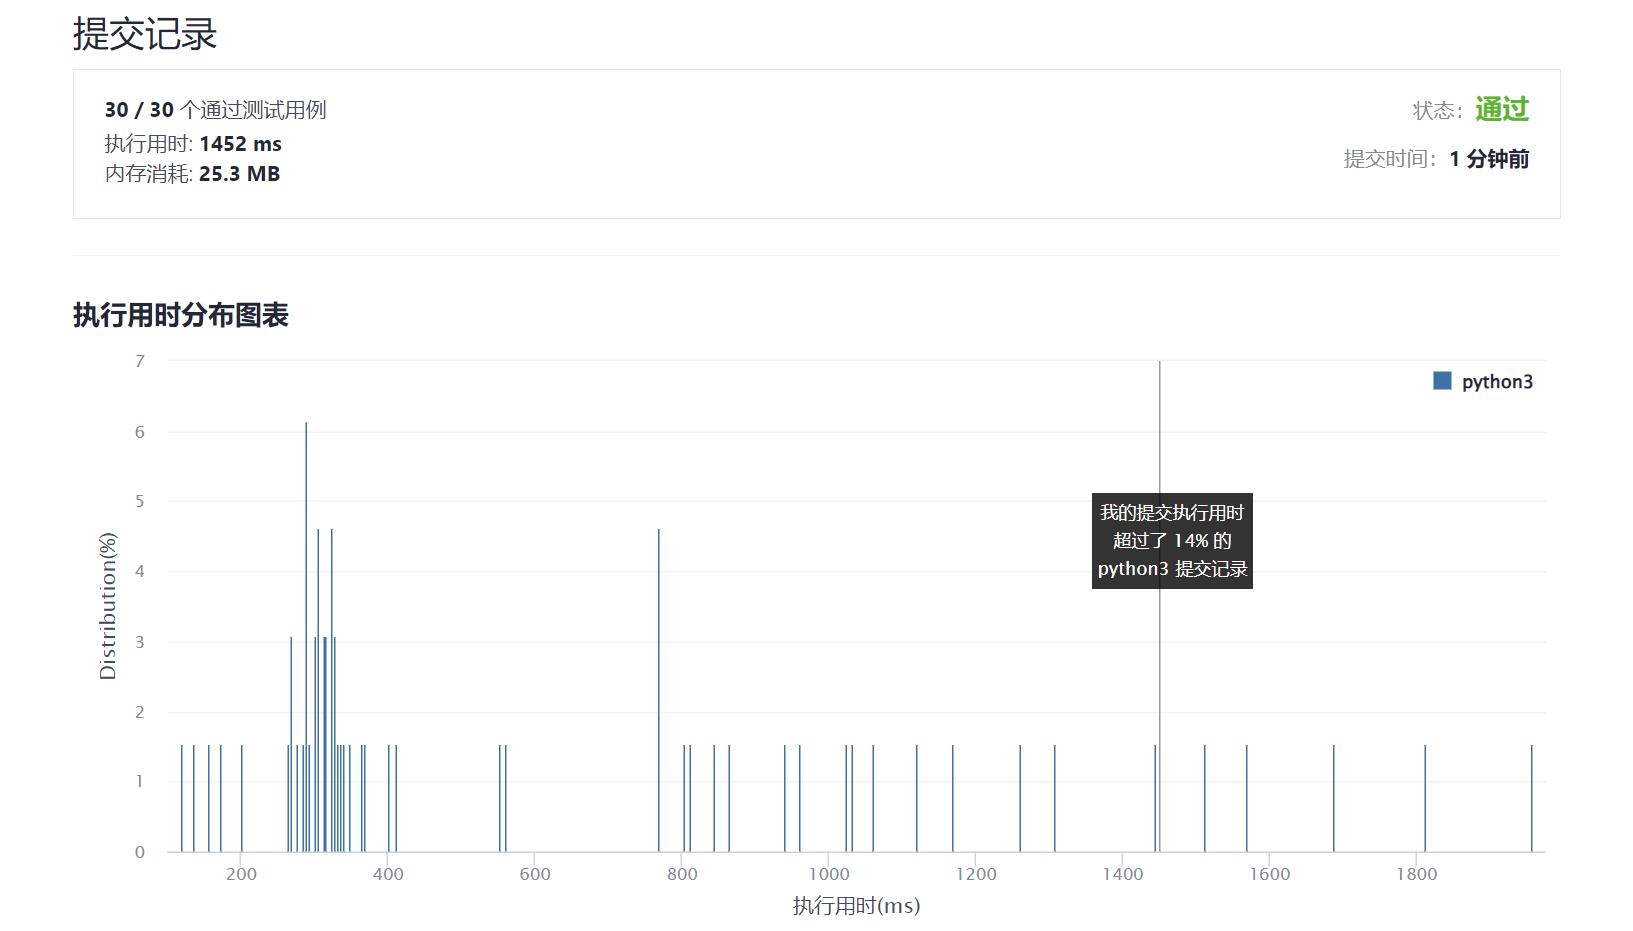 提交记录
30 / 30 个通过测试用例
状态：通过
执行用时: 1452 ms
提交时间：1 分钟前
内存消耗: 25.3 MB
执行用时分布图表
7
python3
6
5
我的提交执行用时
超过了 14% 的
python3 提交记录
4
Distribution(%)
3
2
1
0
200 400 600 800 1000 1200 1400 1600 1800
执行用时(ms)